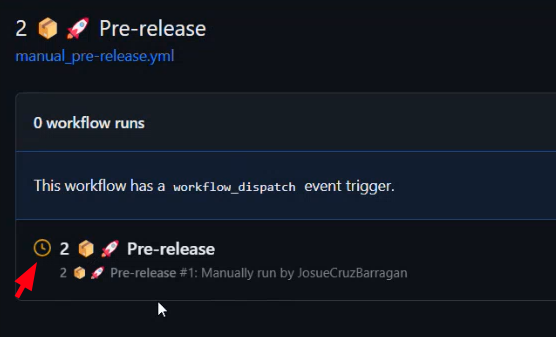 2 📦 🚀 Pre-release
manual_pre-release.yml
0 workflow runs
This workflow has a workflow_dispatch event trigger.
2 📦 🚀 Pre-release
2 📦 🚀 Pre-release #1: Manually run by JosueCruzBarragan